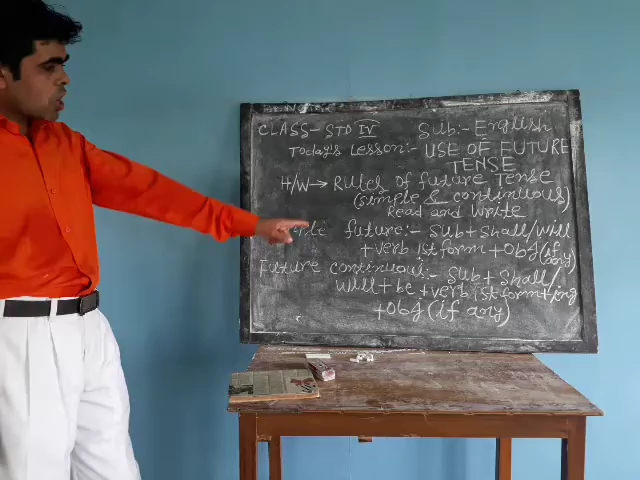 CLASS- STD IV Sub:- English
Today's Lesson:- USE OF FUTURE
TENSE
H/W→ Rules of future Tense
(simple & continuous)
Read and Write
future:- Sub+Shall/will
+verb 1st form +Obj(if any)
Future continuous:- Sub+ Shall/
will+be +verb 1st form+ing
+Obj(if any)